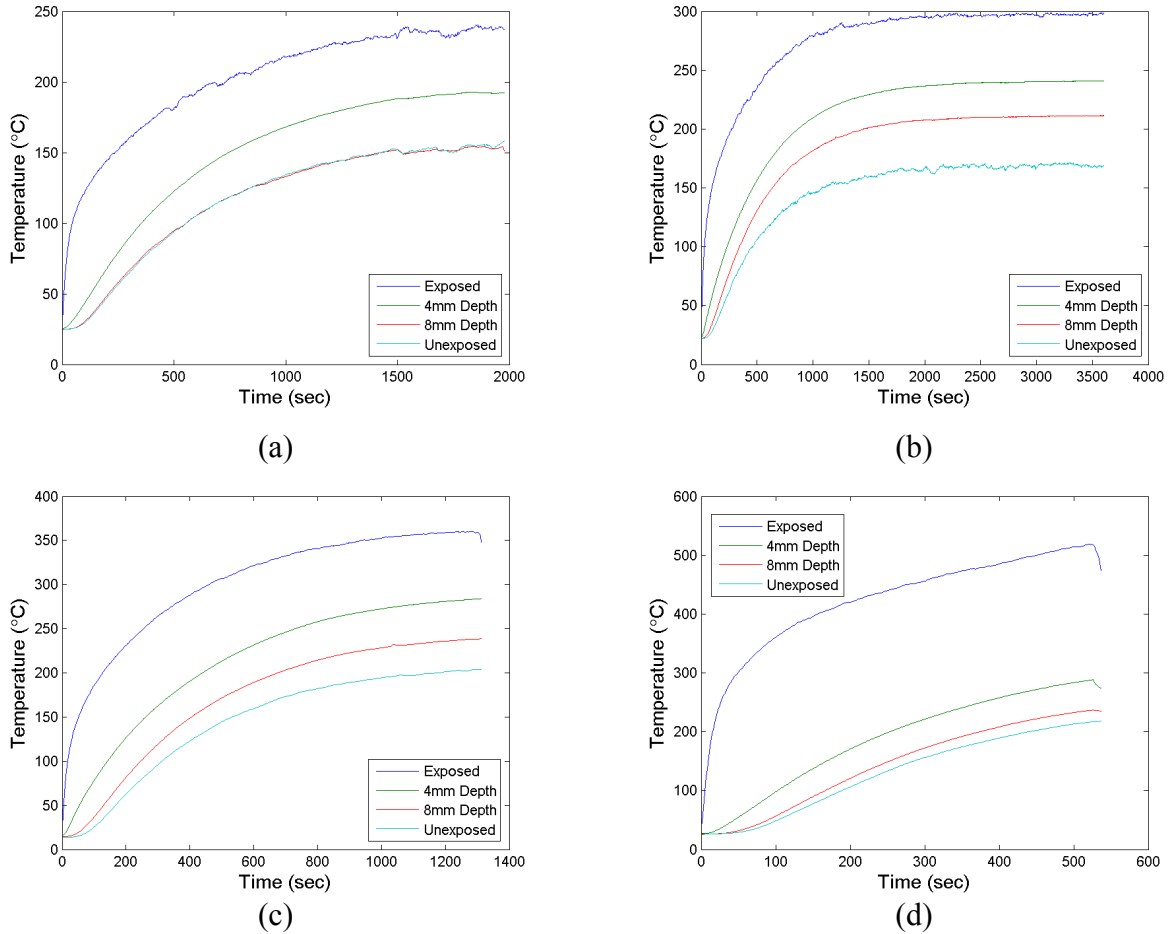 250
200
150
100
50
0
Temperature (°C)
Exposed
4mm Depth
8mm Depth
Unexposed
0 500 1000 1500 2000
Time (sec)
(a)
300
250
200
150
100
50
0
Temperature (°C)
Exposed
4mm Depth
8mm Depth
Unexposed
0 500 1000 1500 2000 2500 3000 3500 4000
Time (sec)
(b)
400
350
300
250
200
150
100
50
0
Temperature (°C)
Exposed
4mm Depth
8mm Depth
Unexposed
0 200 400 600 800 1000 1200 1400
Time (sec)
(c)
600
500
400
300
200
100
0
Temperature (°C)
Exposed
4mm Depth
8mm Depth
Unexposed
0 100 200 300 400 500 600
Time (sec)
(d)